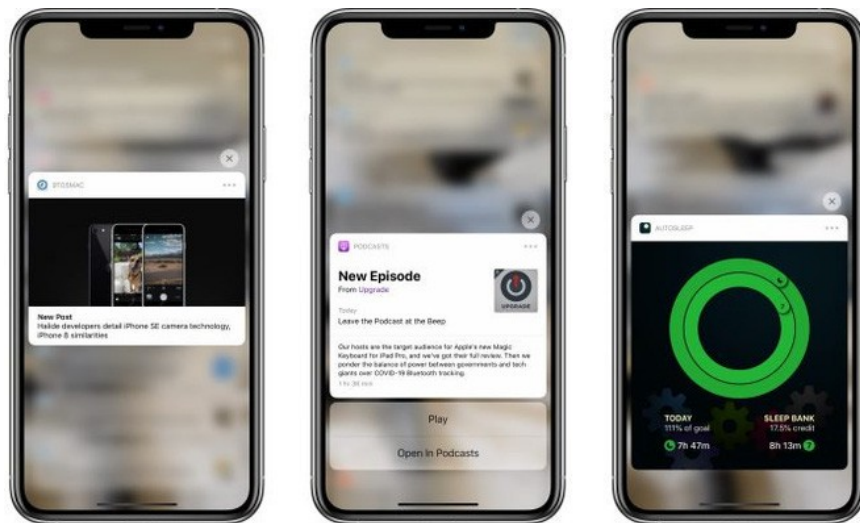 9TO5MAC
New Post
Halide developers detail iPhone SE camera technology,
iPhone 8 similarities
PODCASTS
New Episode
From Upgrade
UPGRADE
Today
Leave the Podcast at the Beep
Our hosts are the target audience for Apple's new Magic
Keyboard for iPad Pro, and we've got their full review. Then we
ponder the balance of power between governments and tech
giants over COVID-19 Bluetooth tracking.
1 hr 36 min
Play
Open in Podcasts
AUTOSLEEP
7
TODAY
111% of goal
7h 47m
SLEEP BANK
17.5% credit
8h 13m 7